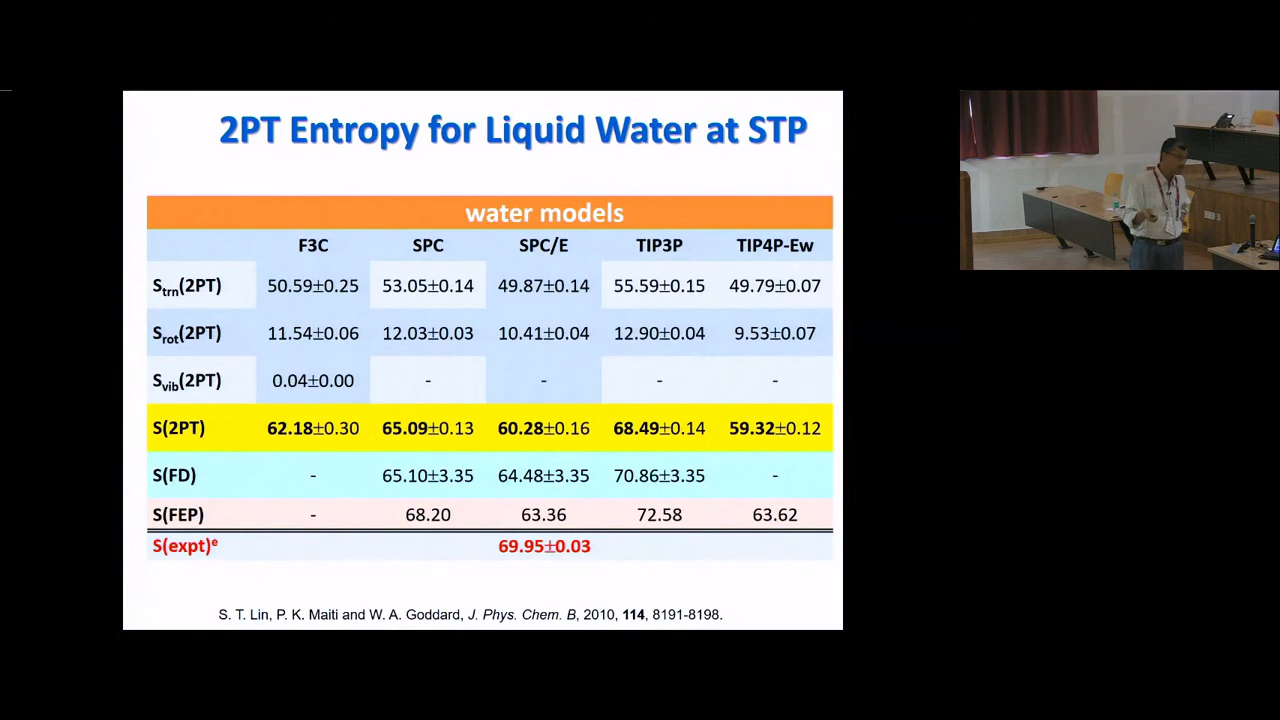 2PT Entropy for Liquid Water at STP
water models
F3C SPC SPC/E TIP3P TIP4P-Ew
Strn(2PT) 50.59±0.25 53.05±0.14 49.87±0.14 55.59±0.15 49.79±0.07
Srot(2PT) 11.54±0.06 12.03±0.03 10.41±0.04 12.90±0.04 9.53±0.07
Svib(2PT) 0.04±0.00 - - - -
S(2PT) 62.18±0.30 65.09±0.13 60.28±0.16 68.49±0.14 59.32±0.12
S(FD) - 65.10±3.35 64.48±3.35 70.86±3.35 -
S(FEP) - 68.20 63.36 72.58 63.62
S(expt)e 69.95±0.03
S. T. Lin, P. K. Maiti and W. A. Goddard, J. Phys. Chem. B, 2010, 114, 8191-8198.